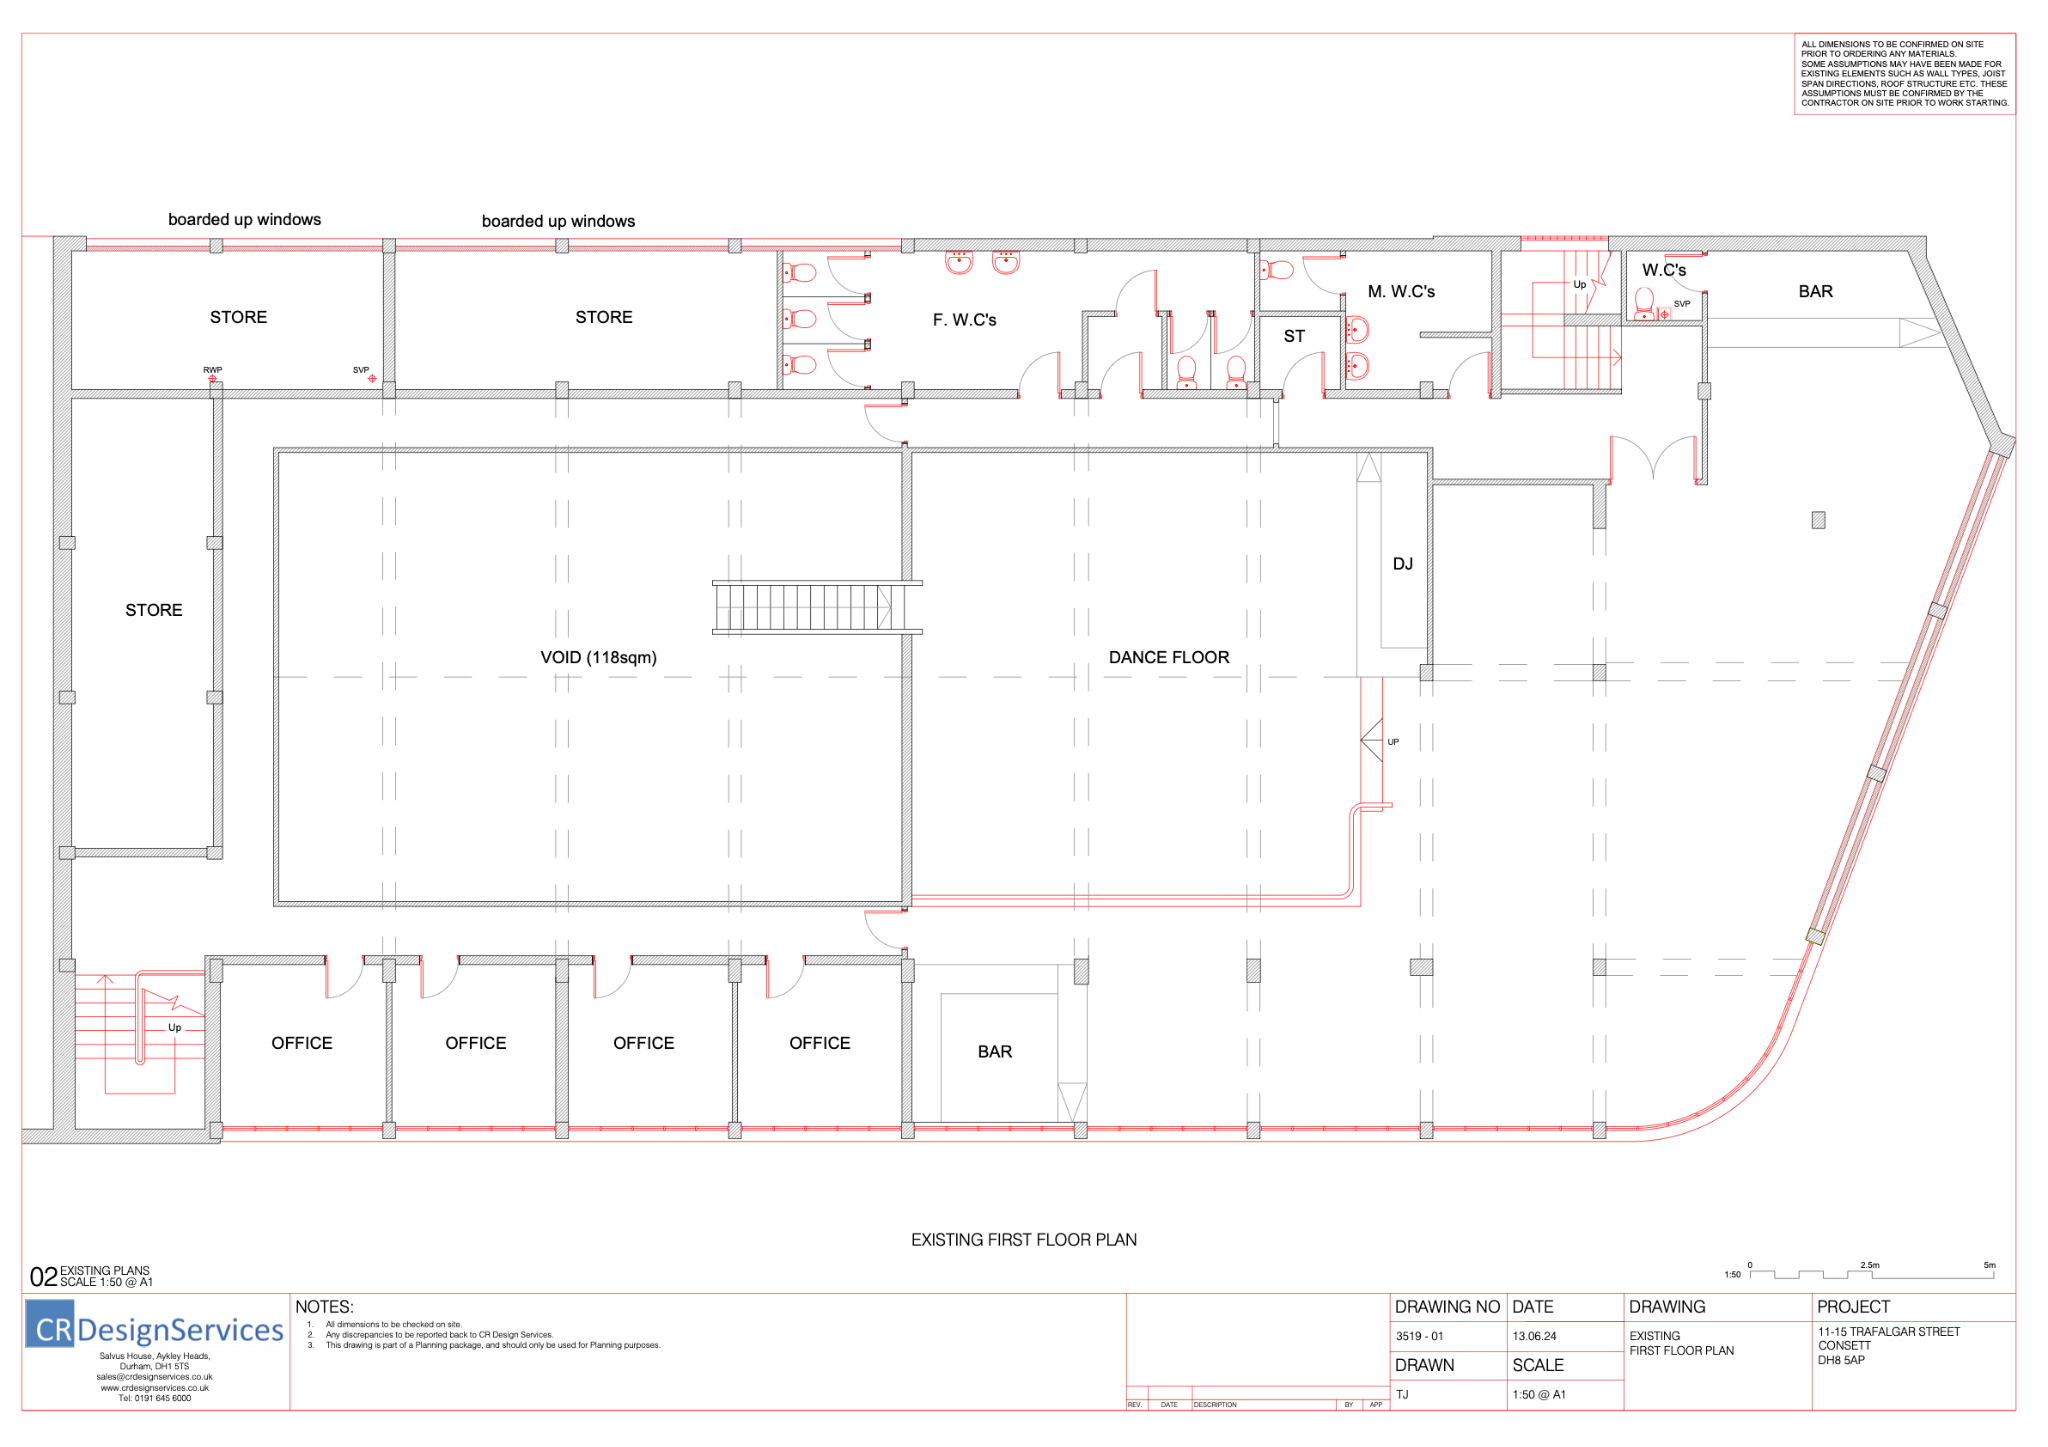 ALL DIMENSIONS TO BE CONFIRMED ON SITE
PRIOR TO ORDERING ANY MATERIALS.
SOME ASSUMPTIONS MAY HAVE BEEN MADE FOR
EXISTING ELEMENTS SUCH AS WALL TYPES, JOIST
SPAN DIRECTIONS, ROOF STRUCTURE ETC. THESE
ASSUMPTIONS MUST BE CONFIRMED BY THE
CONTRACTOR ON SITE PRIOR TO WORK STARTING.
boarded up windows
boarded up windows
STORE
STORE
F. W.C's
M. W.C's
ST
Up
W.C's
SVP
BAR
RWP
SVP
STORE
VOID (118sqm)
DANCE FLOOR
DJ
UP
Up
OFFICE
OFFICE
OFFICE
OFFICE
BAR
EXISTING FIRST FLOOR PLAN
02
EXISTING PLANS
SCALE 1:50 @ A1
1:50
0
2.5m
5m
CR DesignServices
Salvus House, Aykley Heads,
Durham, DH1 5TS
sales@crdesignservices.co.uk
www.crdesignservices.co.uk
Tel: 0191 645 6000
NOTES:
1. All dimensions to be checked on site.
2. Any discrepancies to be reported back to CR Design Services.
3. This drawing is part of a Planning package, and should only be used for Planning purposes.
REV. DATE DESCRIPTION BY APP
DRAWING NO
3519 - 01
DATE
13.06.24
DRAWN
TJ
SCALE
1:50 @ A1
DRAWING
EXISTING
FIRST FLOOR PLAN
PROJECT
11-15 TRAFALGAR STREET
CONSETT
DH8 5AP